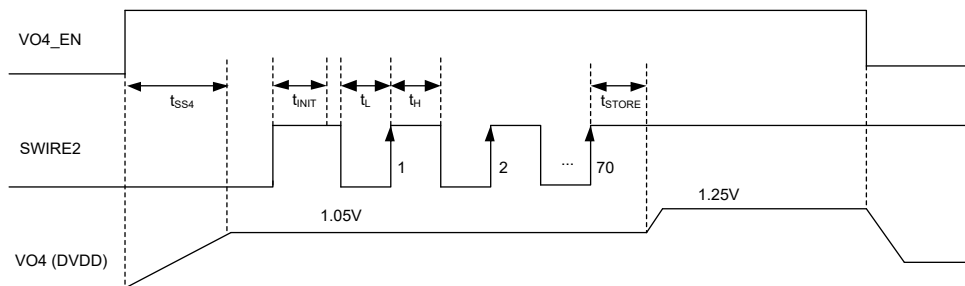 VO4_EN
tSS4
tINIT
tL
tH
tSTORE
SWIRE2
1
2
...
70
1.05V
1.25V
VO4 (DVDD)